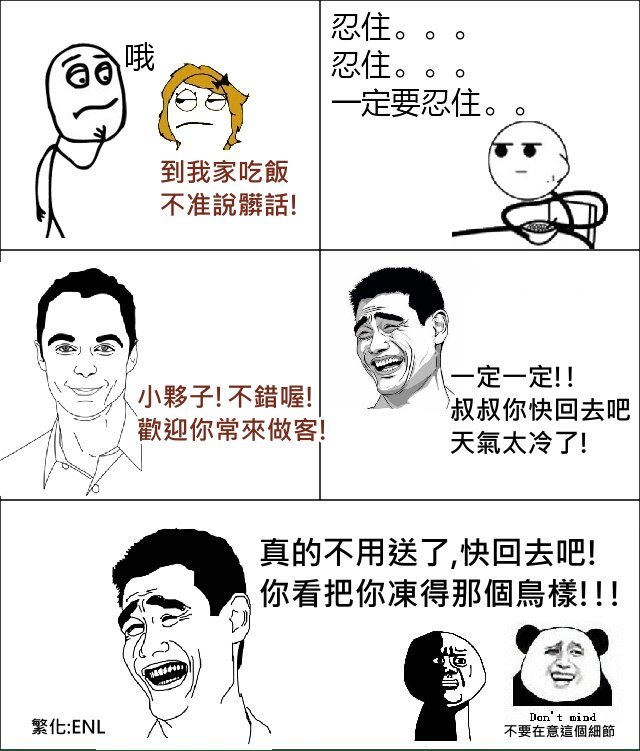 哦
到我家吃飯
不准說髒話!
忍住。。。
忍住。。。
一定要忍住。。
小夥子! 不錯喔!
歡迎你常來做客!
一定一定!!
叔叔你快回去吧
天氣太冷了!
真的不用送了,快回去吧!
你看把你凍得那個鳥樣!!!
Don't mind
不要在意這個細節
繁化:ENL